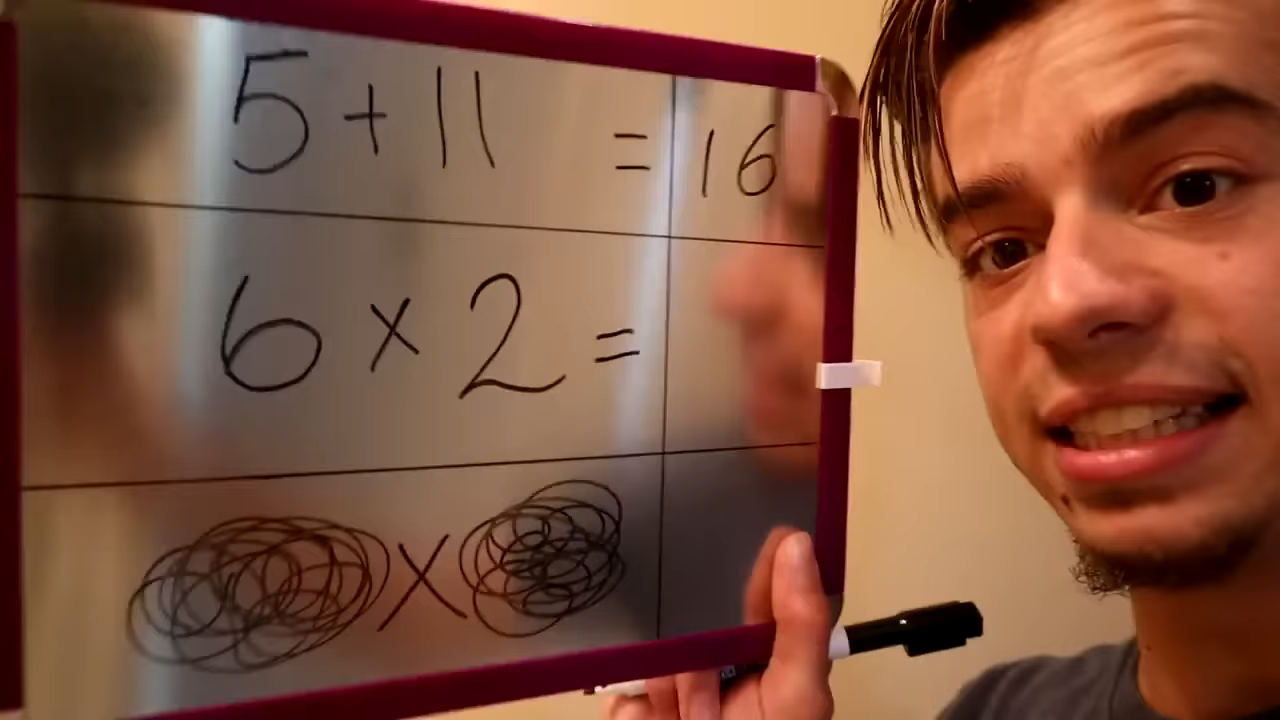 5 + 11 = 16
6 × 2 =
×